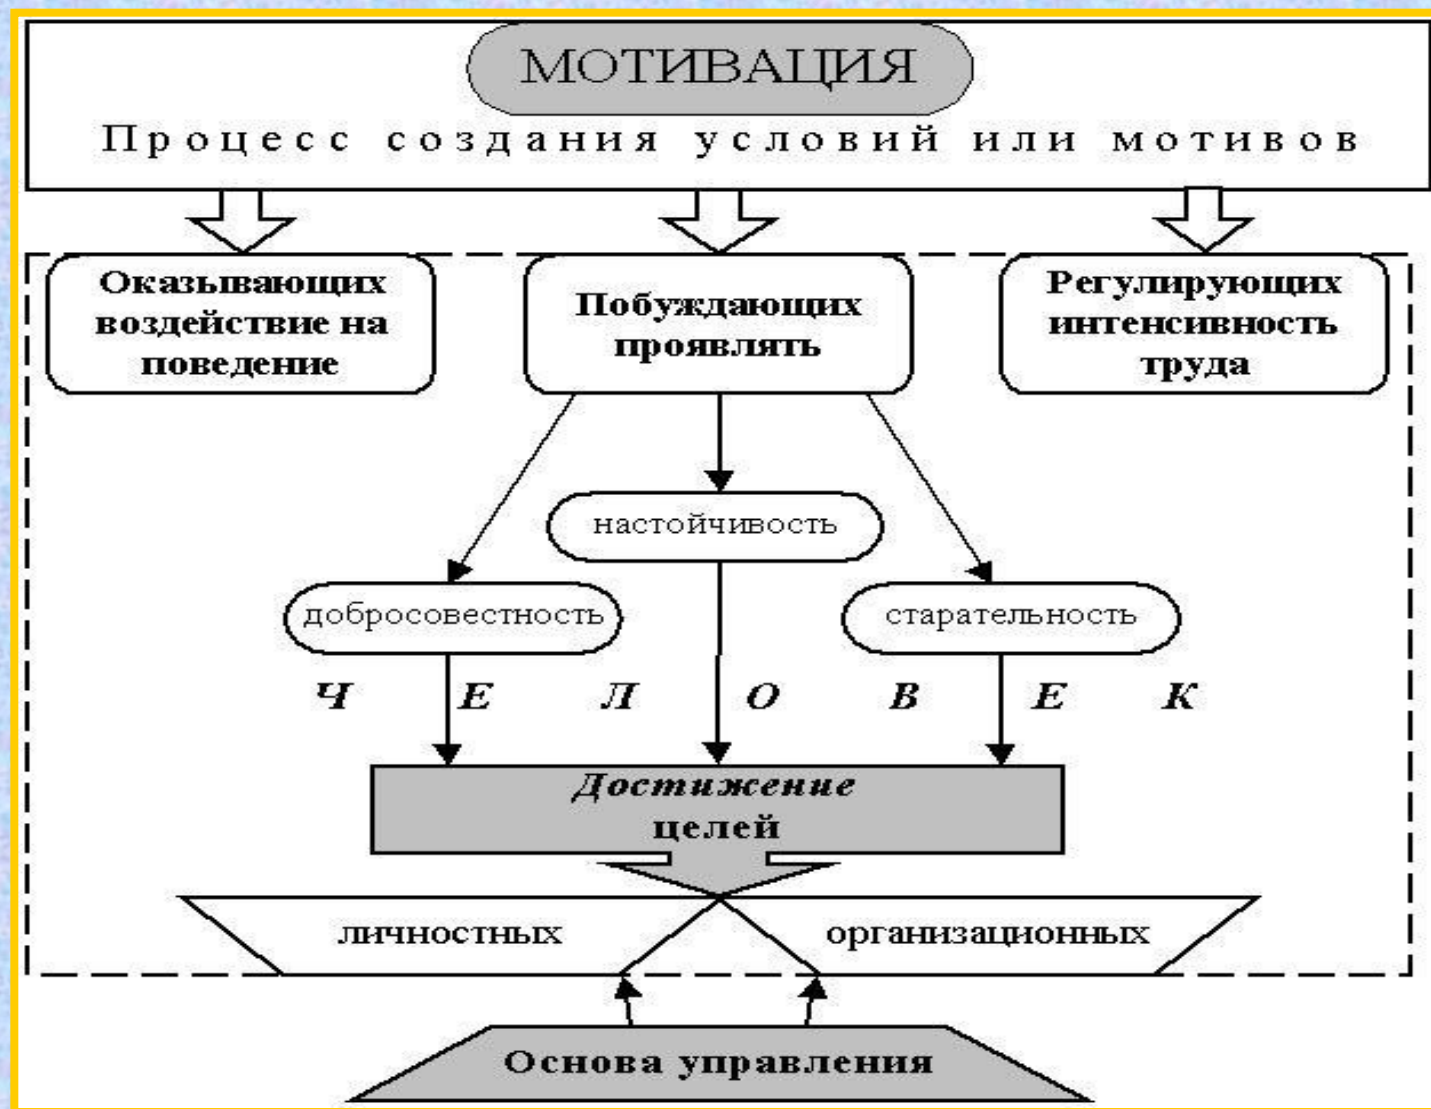 МОТИВАЦИЯ
Процесс создания условий или мотивов
Оказывающих
воздействие на
поведение
Побуждающих
проявлять
Регулирующих
интенсивность
труда
настойчивость
добросовестность
старательность
Ч Е Л О В Е К
Достижение
целей
личностных
организационных
Основа управления